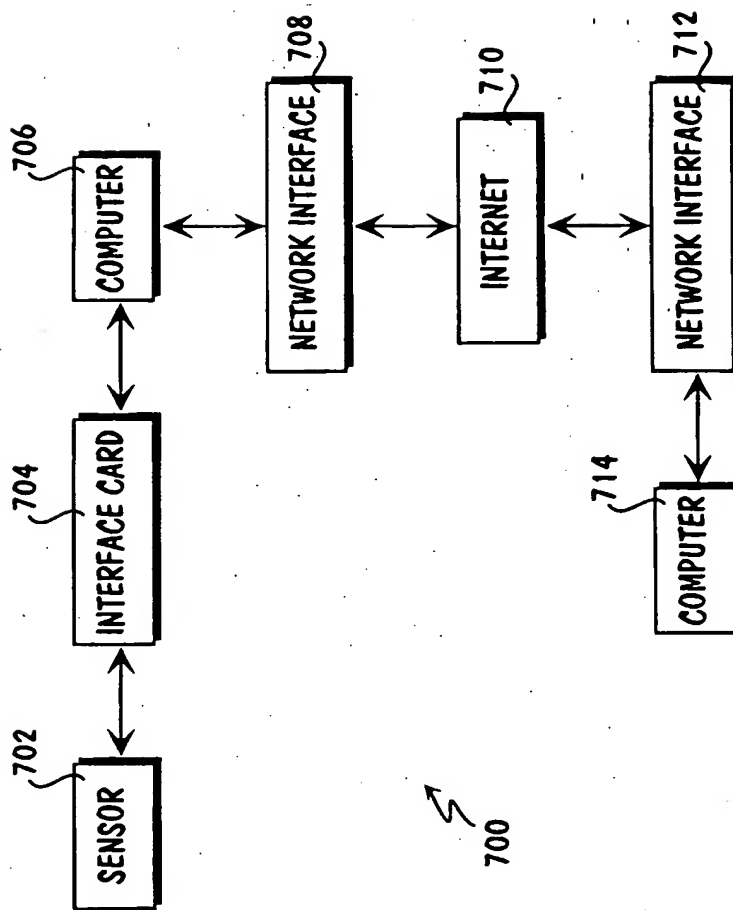 702
SENSOR
704
INTERFACE CARD
706
COMPUTER
708
NETWORK INTERFACE
710
INTERNET
712
NETWORK INTERFACE
714
COMPUTER
700